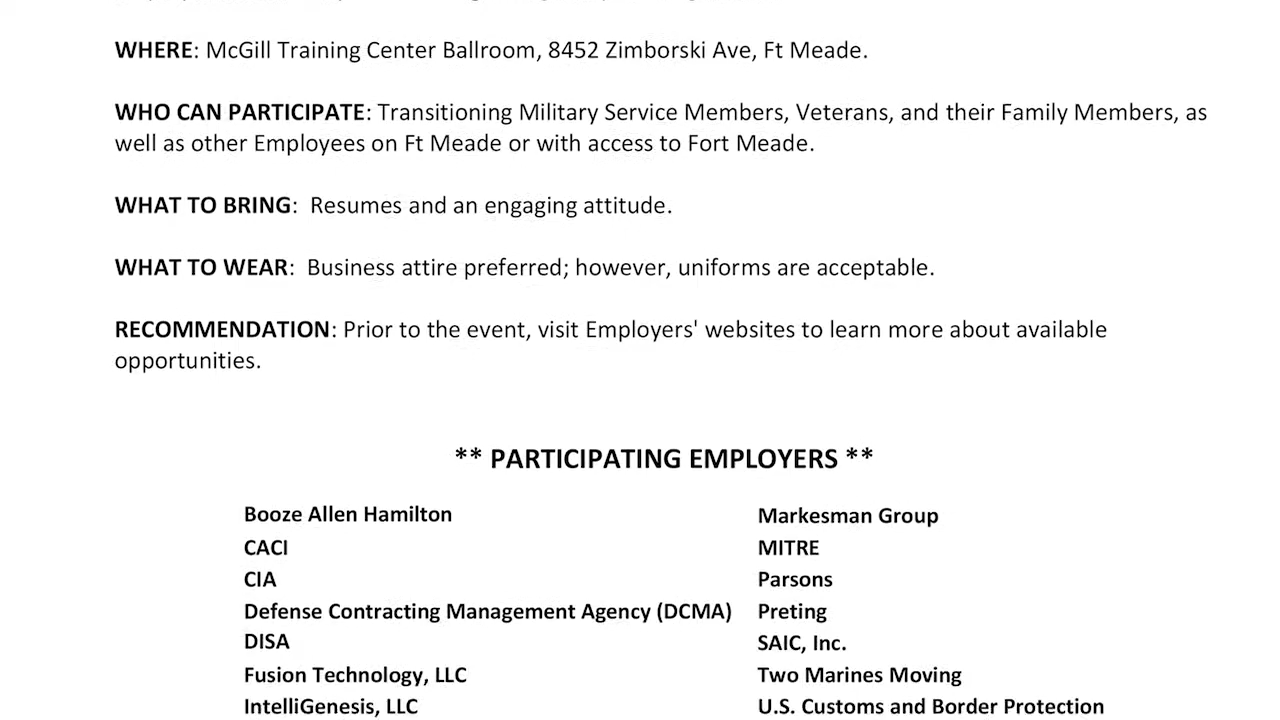 WHERE: McGill Training Center Ballroom, 8452 Zimborski Ave, Ft Meade.
WHO CAN PARTICIPATE: Transitioning Military Service Members, Veterans, and their Family Members, as
well as other Employees on Ft Meade or with access to Fort Meade.
WHAT TO BRING:  Resumes and an engaging attitude.
WHAT TO WEAR:  Business attire preferred; however, uniforms are acceptable.
RECOMMENDATION: Prior to the event, visit Employers' websites to learn more about available
opportunities.
** PARTICIPATING EMPLOYERS **
Booze Allen Hamilton
CACI
CIA
Defense Contracting Management Agency (DCMA)
DISA
Fusion Technology, LLC
IntelliGenesis, LLC
Markesman Group
MITRE
Parsons
Preting
SAIC, Inc.
Two Marines Moving
U.S. Customs and Border Protection